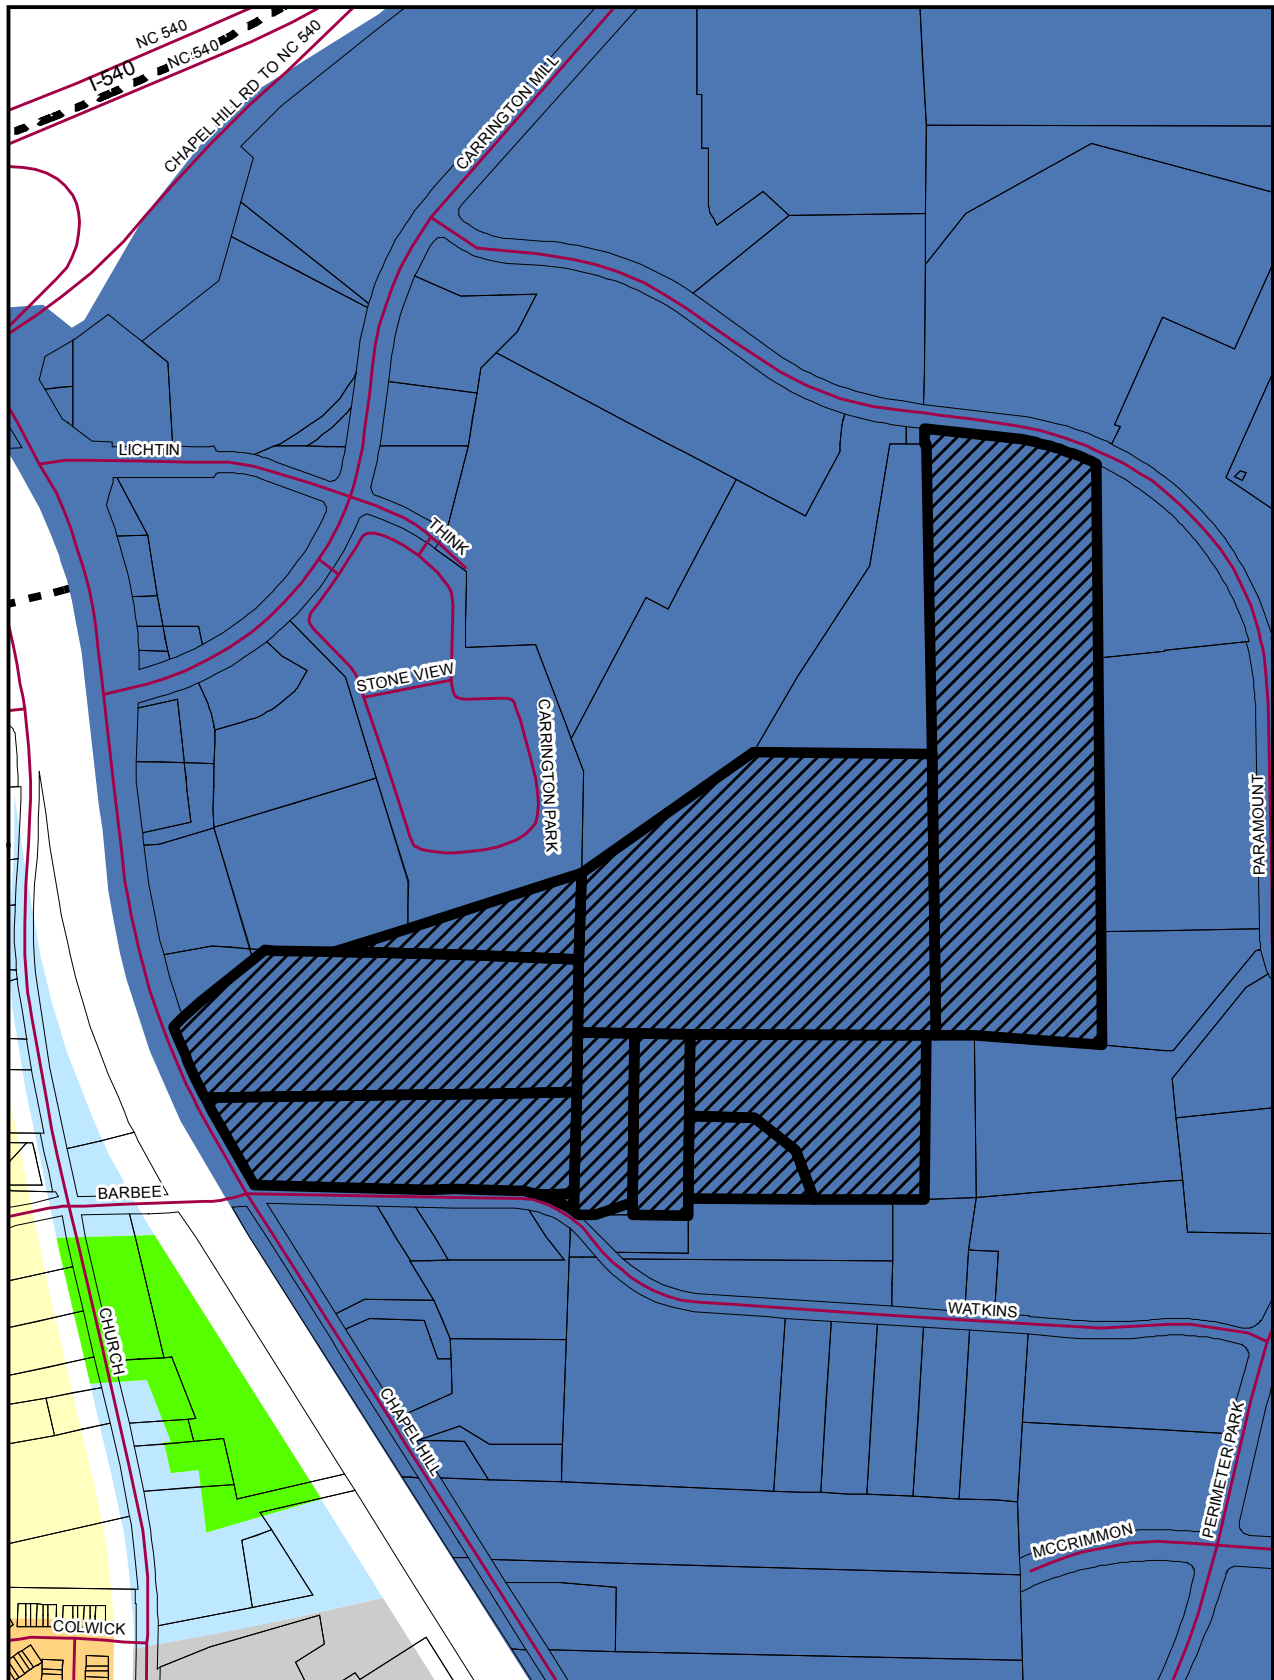 NC 540
NC 540
I-540
CHAPEL HILL RD TO NC 540
CARRINGTON MILL
LICHTIN
THINK
STONE VIEW
CARRINGTON PARK
PARAMOUNT
BARBEE
WATKINS
CHURCH
CHAPEL HILL
PERIMETER PARK
MCCRIMMON
COLWICK